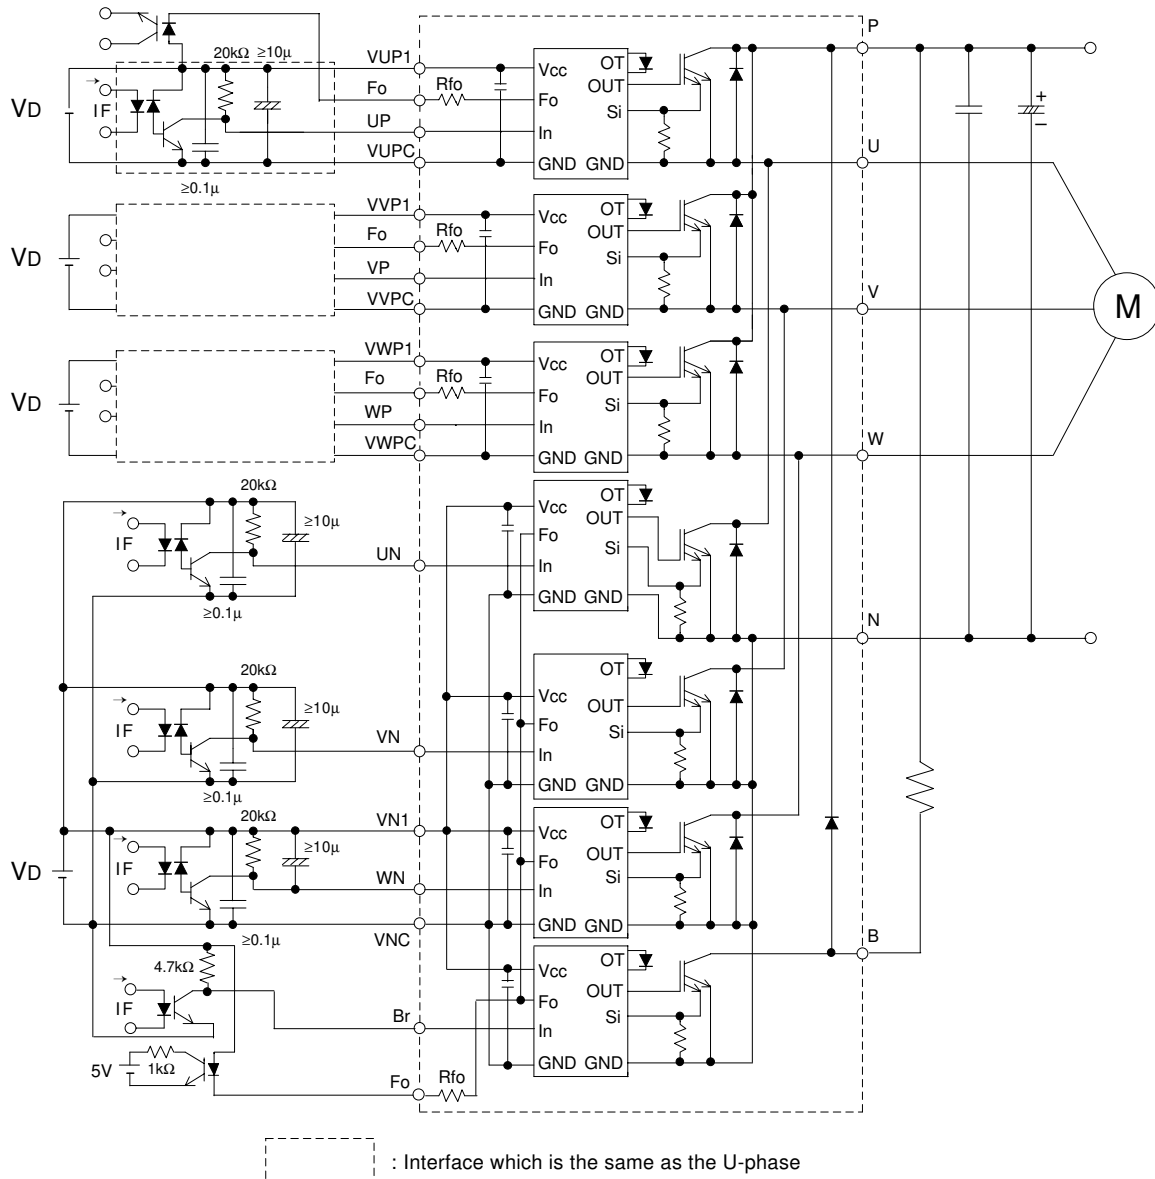 P
20kΩ ≥10μ
VUP1
Vcc
OT
Fo
Rfo
Fo
OUT
VD
IF
UP
Si
In
U
VUPC
GND GND
≥0.1μ
VVP1
Vcc
OT
Fo
Rfo
Fo
OUT
VD
VP
Si
In
V
VVPC
GND GND
M
VWP1
Vcc
OT
Fo
Rfo
Fo
OUT
VD
WP
Si
In
W
VWPC
GND GND
20kΩ
≥10μ
OT
Vcc
OUT
Fo
Si
IF
UN
In
≥0.1μ
GND GND
N
20kΩ
≥10μ
OT
Vcc
OUT
Fo
Si
IF
VN
In
≥0.1μ
GND GND
20kΩ
VN1
Vcc
OT
≥10μ
Fo
OUT
VD
IF
WN
Si
In
VNC
GND GND
≥0.1μ
B
4.7kΩ
Vcc
OT
Fo
OUT
IF
Br
Si
In
5V
1kΩ
Fo
Rfo
GND GND
: Interface which is the same as the U-phase
+
–